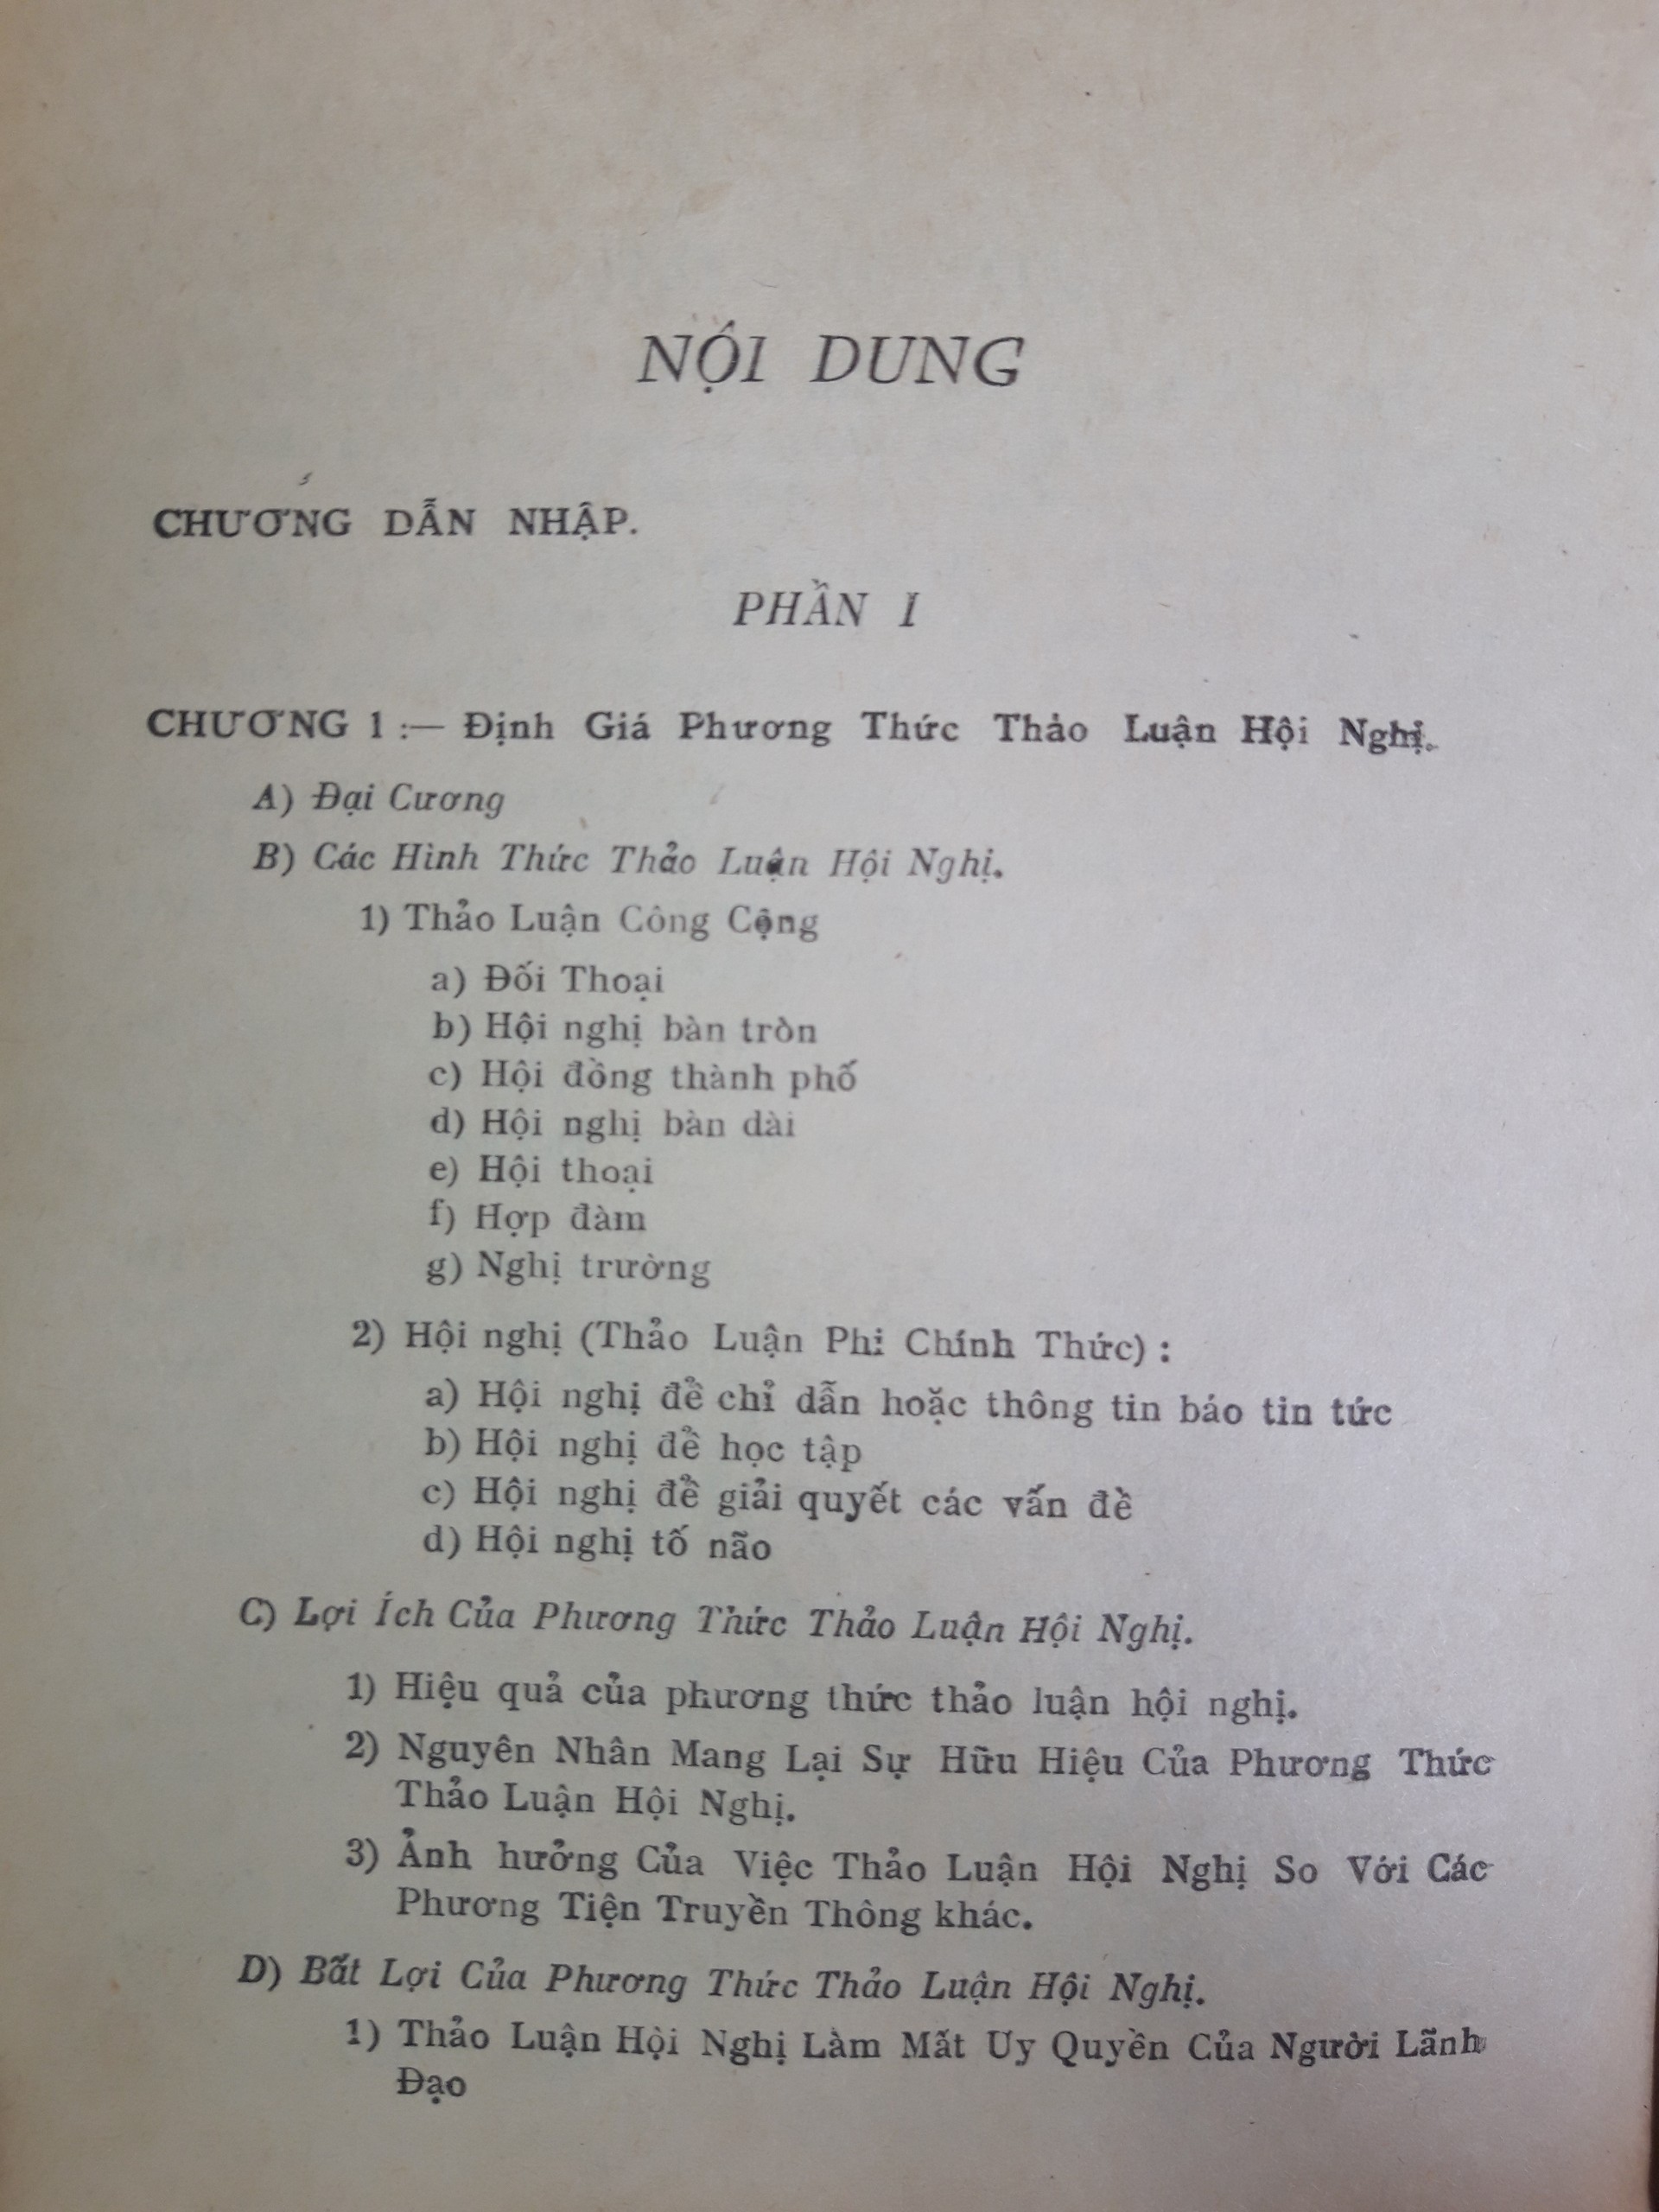 NỘI DUNG
CHƯƠNG DẪN NHẬP.
PHẦN I
CHƯƠNG 1 :— Định Giá Phương Thức Thảo Luận Hội Nghị.
A) Đại Cương
B) Các Hình Thức Thảo Luận Hội Nghị.
1) Thảo Luận Công Cộng
a) Đối Thoại
b) Hội nghị bàn tròn
c) Hội đồng thành phố
d) Hội nghị bàn dài
e) Hội thoại
f) Hợp đàm
g) Nghị trường
2) Hội nghị (Thảo Luận Phi Chính Thức) :
a) Hội nghị để chỉ dẫn hoặc thông tin báo tin tức
b) Hội nghị để học tập
c) Hội nghị để giải quyết các vấn đề
d) Hội nghị tố não
C) Lợi Ích Của Phương Thức Thảo Luận Hội Nghị.
1) Hiệu quả của phương thức thảo luận hội nghị.
2) Nguyên Nhân Mang Lại Sự Hữu Hiệu Của Phương Thức
Thảo Luận Hội Nghị.
3) Ảnh hưởng Của Việc Thảo Luận Hội Nghị So Với Các
Phương Tiện Truyền Thông khác.
D) Bất Lợi Của Phương Thức Thảo Luận Hội Nghị.
1) Thảo Luận Hội Nghị Làm Mất Uy Quyền Của Người Lãnh
Đạo